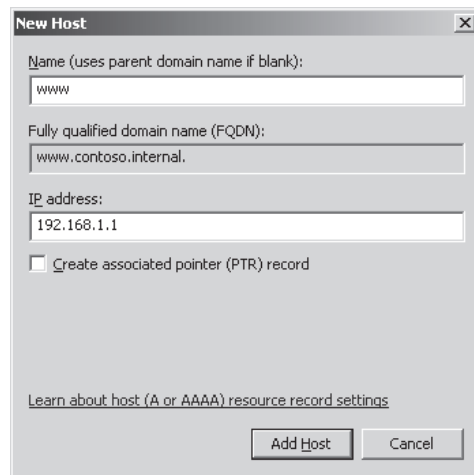 New Host
Name (uses parent domain name if blank):
www
Fully qualified domain name (FQDN):
www.contoso.internal.
IP address:
192.168.1.1
Create associated pointer (PTR) record
Learn about host (A or AAAA) resource record settings
Add Host
Cancel